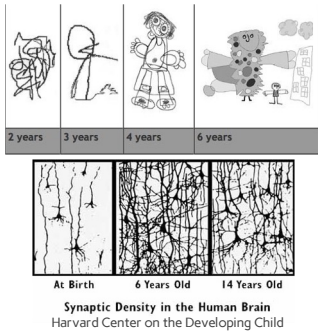 2 years 3 years 4 years 6 years
At Birth 6 Years Old 14 Years Old
Synaptic Density in the Human Brain
Harvard Center on the Developing Child